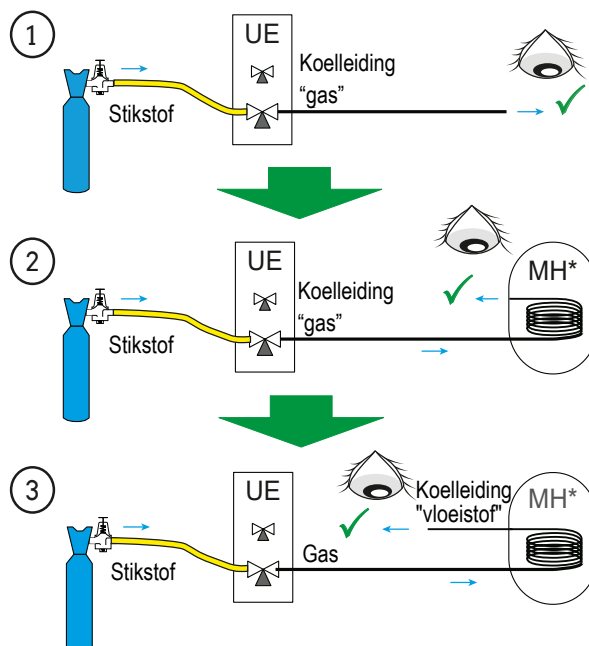 1
UE
Koelleiding
“gas”
Stikstof
2
UE
MH*
Koelleiding
“gas”
Stikstof
3
UE
MH*
Koelleiding
"vloeistof"
Gas
Stikstof